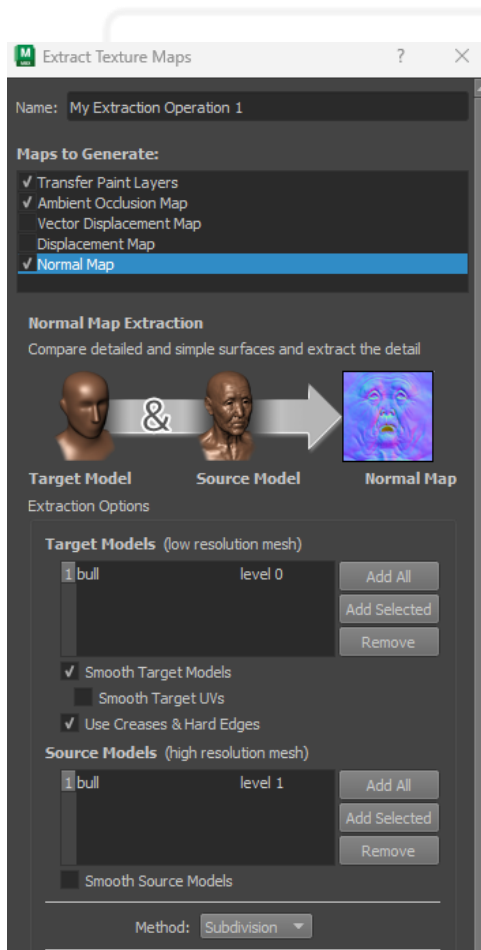 Extract Texture Maps ? ×
Name: My Extraction Operation 1
Maps to Generate:
Transfer Paint Layers
Ambient Occlusion Map
Vector Displacement Map
Displacement Map
Normal Map
Normal Map Extraction
Compare detailed and simple surfaces and extract the detail
&
Target Model Source Model Normal Map
Extraction Options
Target Models (low resolution mesh)
1 bull level 0 Add All
Add Selected
Remove
Smooth Target Models
Smooth Target UVs
Use Creases & Hard Edges
Source Models (high resolution mesh)
1 bull level 1 Add All
Add Selected
Remove
Smooth Source Models
Method: Subdivision